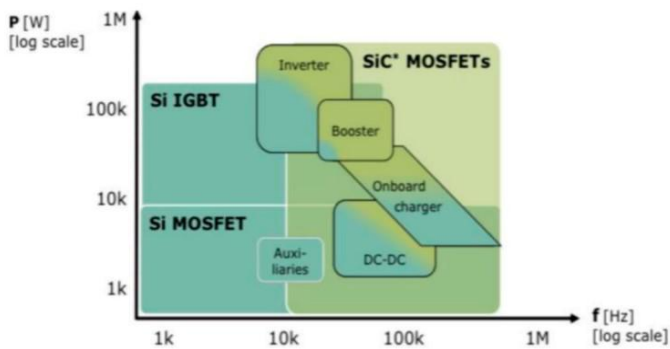 P [W]
[log scale]
1M
100k
10k
1k
Inverter
SiC* MOSFETs
Si IGBT
Booster
Onboard
charger
Si MOSFET
Auxi-
liaries
DC-DC
f [Hz]
[log scale]
1k
10k
100k
1M